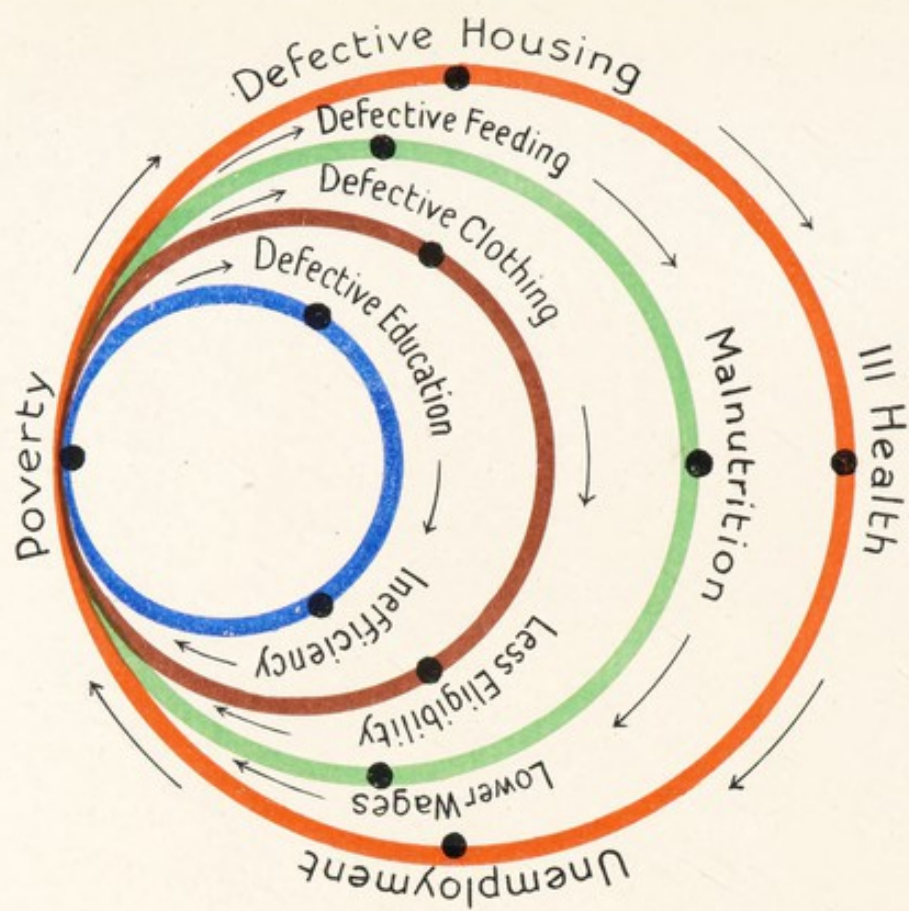 Defective Housing
Defective Feeding
Defective Clothing
Defective Education
Poverty
Malnutrition
Ill Health
Inefficiency
Less Eligibility
Lower Wages
Unemployment